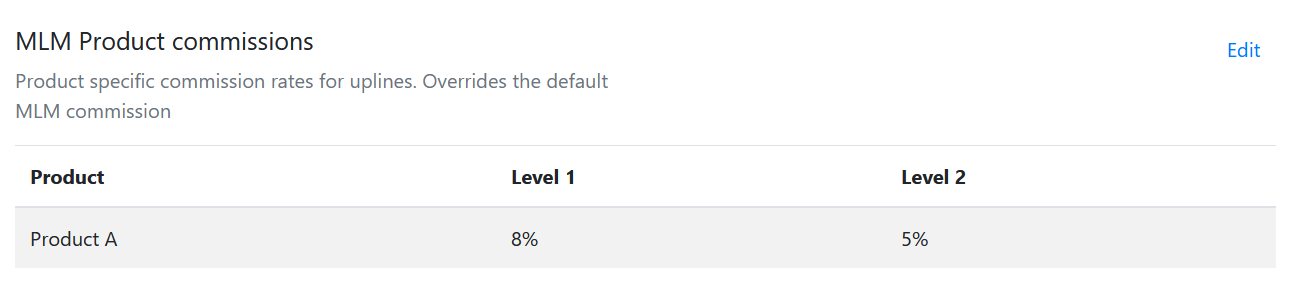 MLM Product commissions
Edit
Product specific commission rates for uplines. Overrides the default
MLM commission
Product Level 1 Level 2
Product A 8% 5%